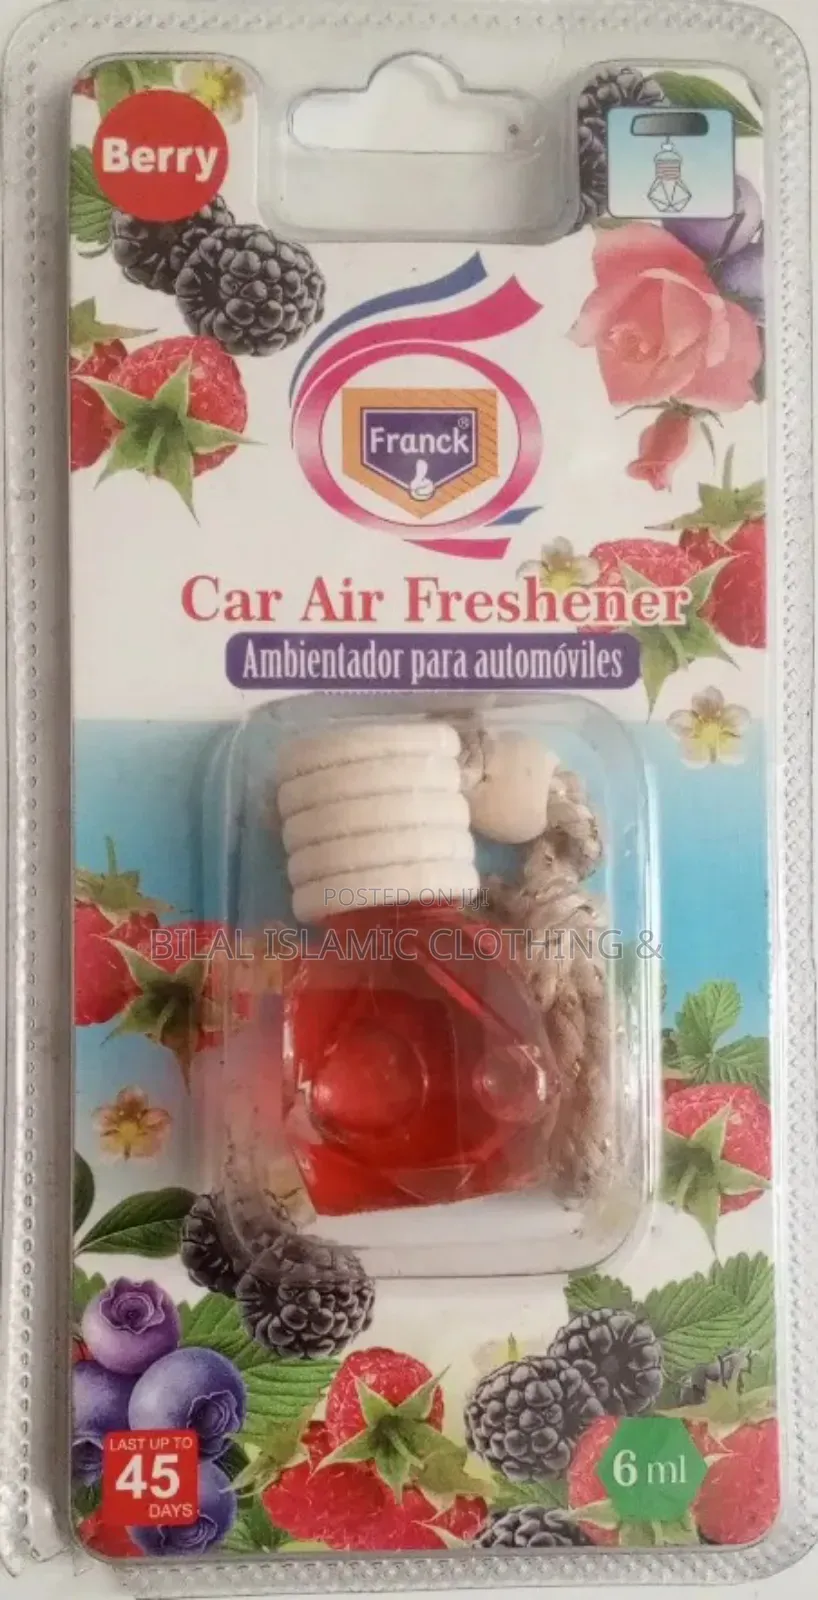 Berry
Franck®
Car Air Freshener
Ambientador para automóviles
POSTED ON JIJI
BILAL ISLAMIC CLOTHING &
LAST UP TO
45
DAYS
6 ml